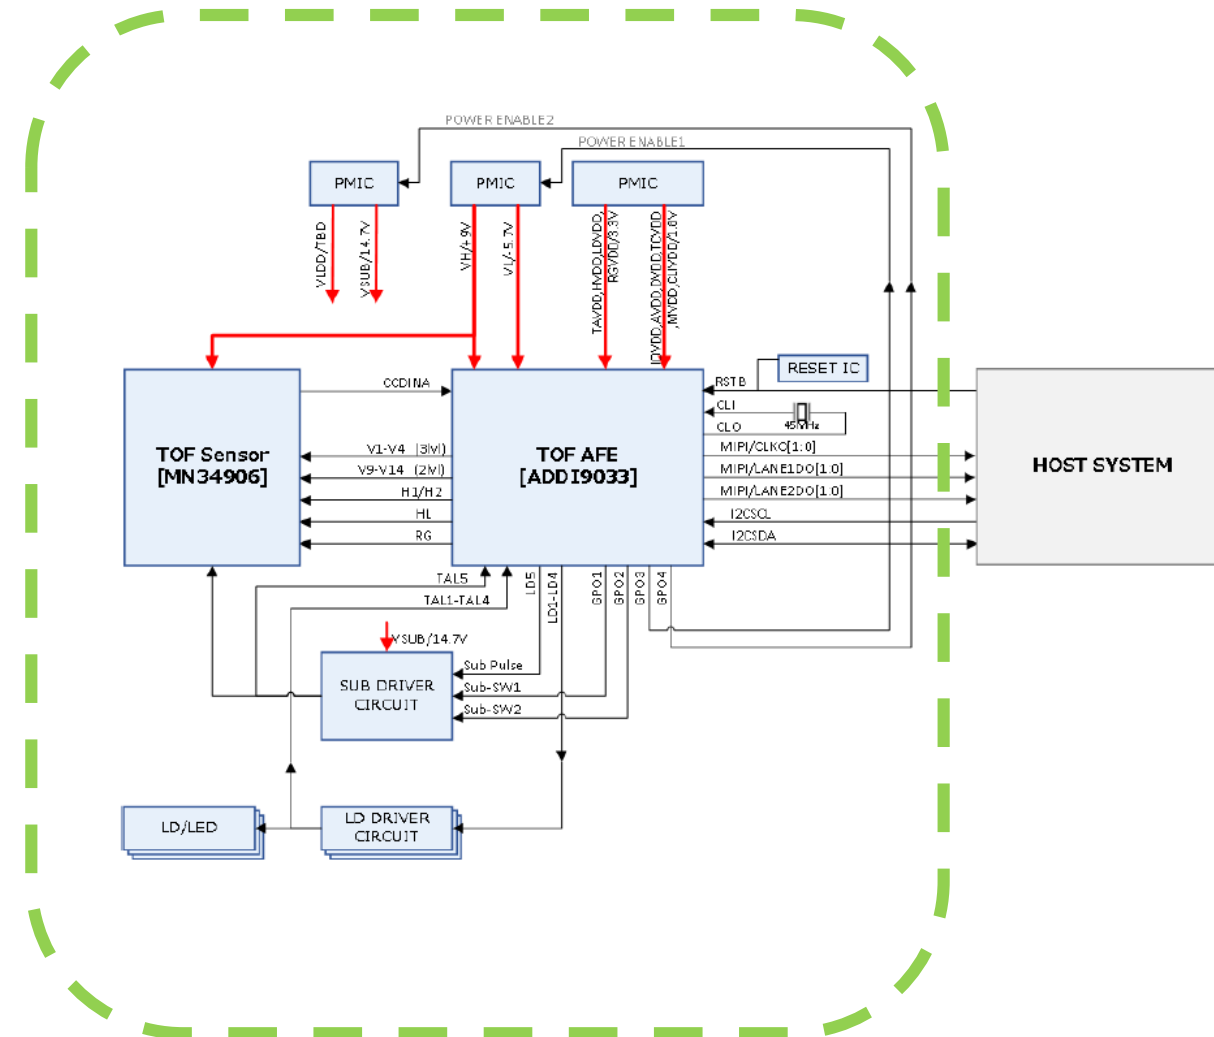 POWER ENABLE2
POWER ENABLE1
PMIC
PMIC
PMIC
VLDD/TBD
VSUB/14.7V
VH/+9V
VL/-5.7V
TAVDD,HVDD,LDVDD,
RGVDD/3.3V
IOVDD,AVDD,DVDD,TCVDD
,MVDD,CLIVDD/1.8V
RESET IC
CCDINA
RSTB
CLI
45MHz
CLO
V1-V4 (3lvl)
MIPI/CLKO[1:0]
TOF Sensor
[MN34906]
TOF AFE
[ADDI9033]
HOST SYSTEM
V9-V14 (2lvl)
MIPI/LANE1DO[1:0]
H1/H2
MIPI/LANE2DO[1:0]
HL
I2CSCL
RG
I2CSDA
TAL5
TAL1-TAL4
LD5
LD1-LD4
GPO1
GPO2
GPO3
GPO4
VSUB/14.7V
Sub Pulse
SUB DRIVER
CIRCUIT
Sub-SW1
Sub-SW2
LD/LED
LD DRIVER
CIRCUIT